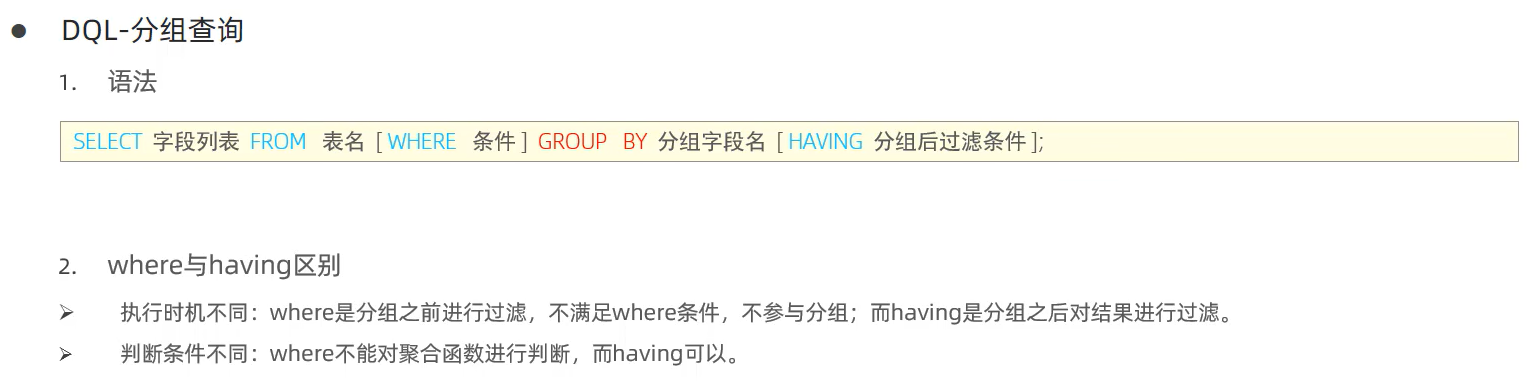 ● DQL-分组查询
1. 语法
SELECT 字段列表 FROM 表名 [ WHERE 条件 ] GROUP BY 分组字段名 [ HAVING 分组后过滤条件 ];
2. where与having区别
➢ 执行时机不同：where是分组之前进行过滤，不满足where条件，不参与分组；而having是分组之后对结果进行过滤。
➢ 判断条件不同：where不能对聚合函数进行判断，而having可以。